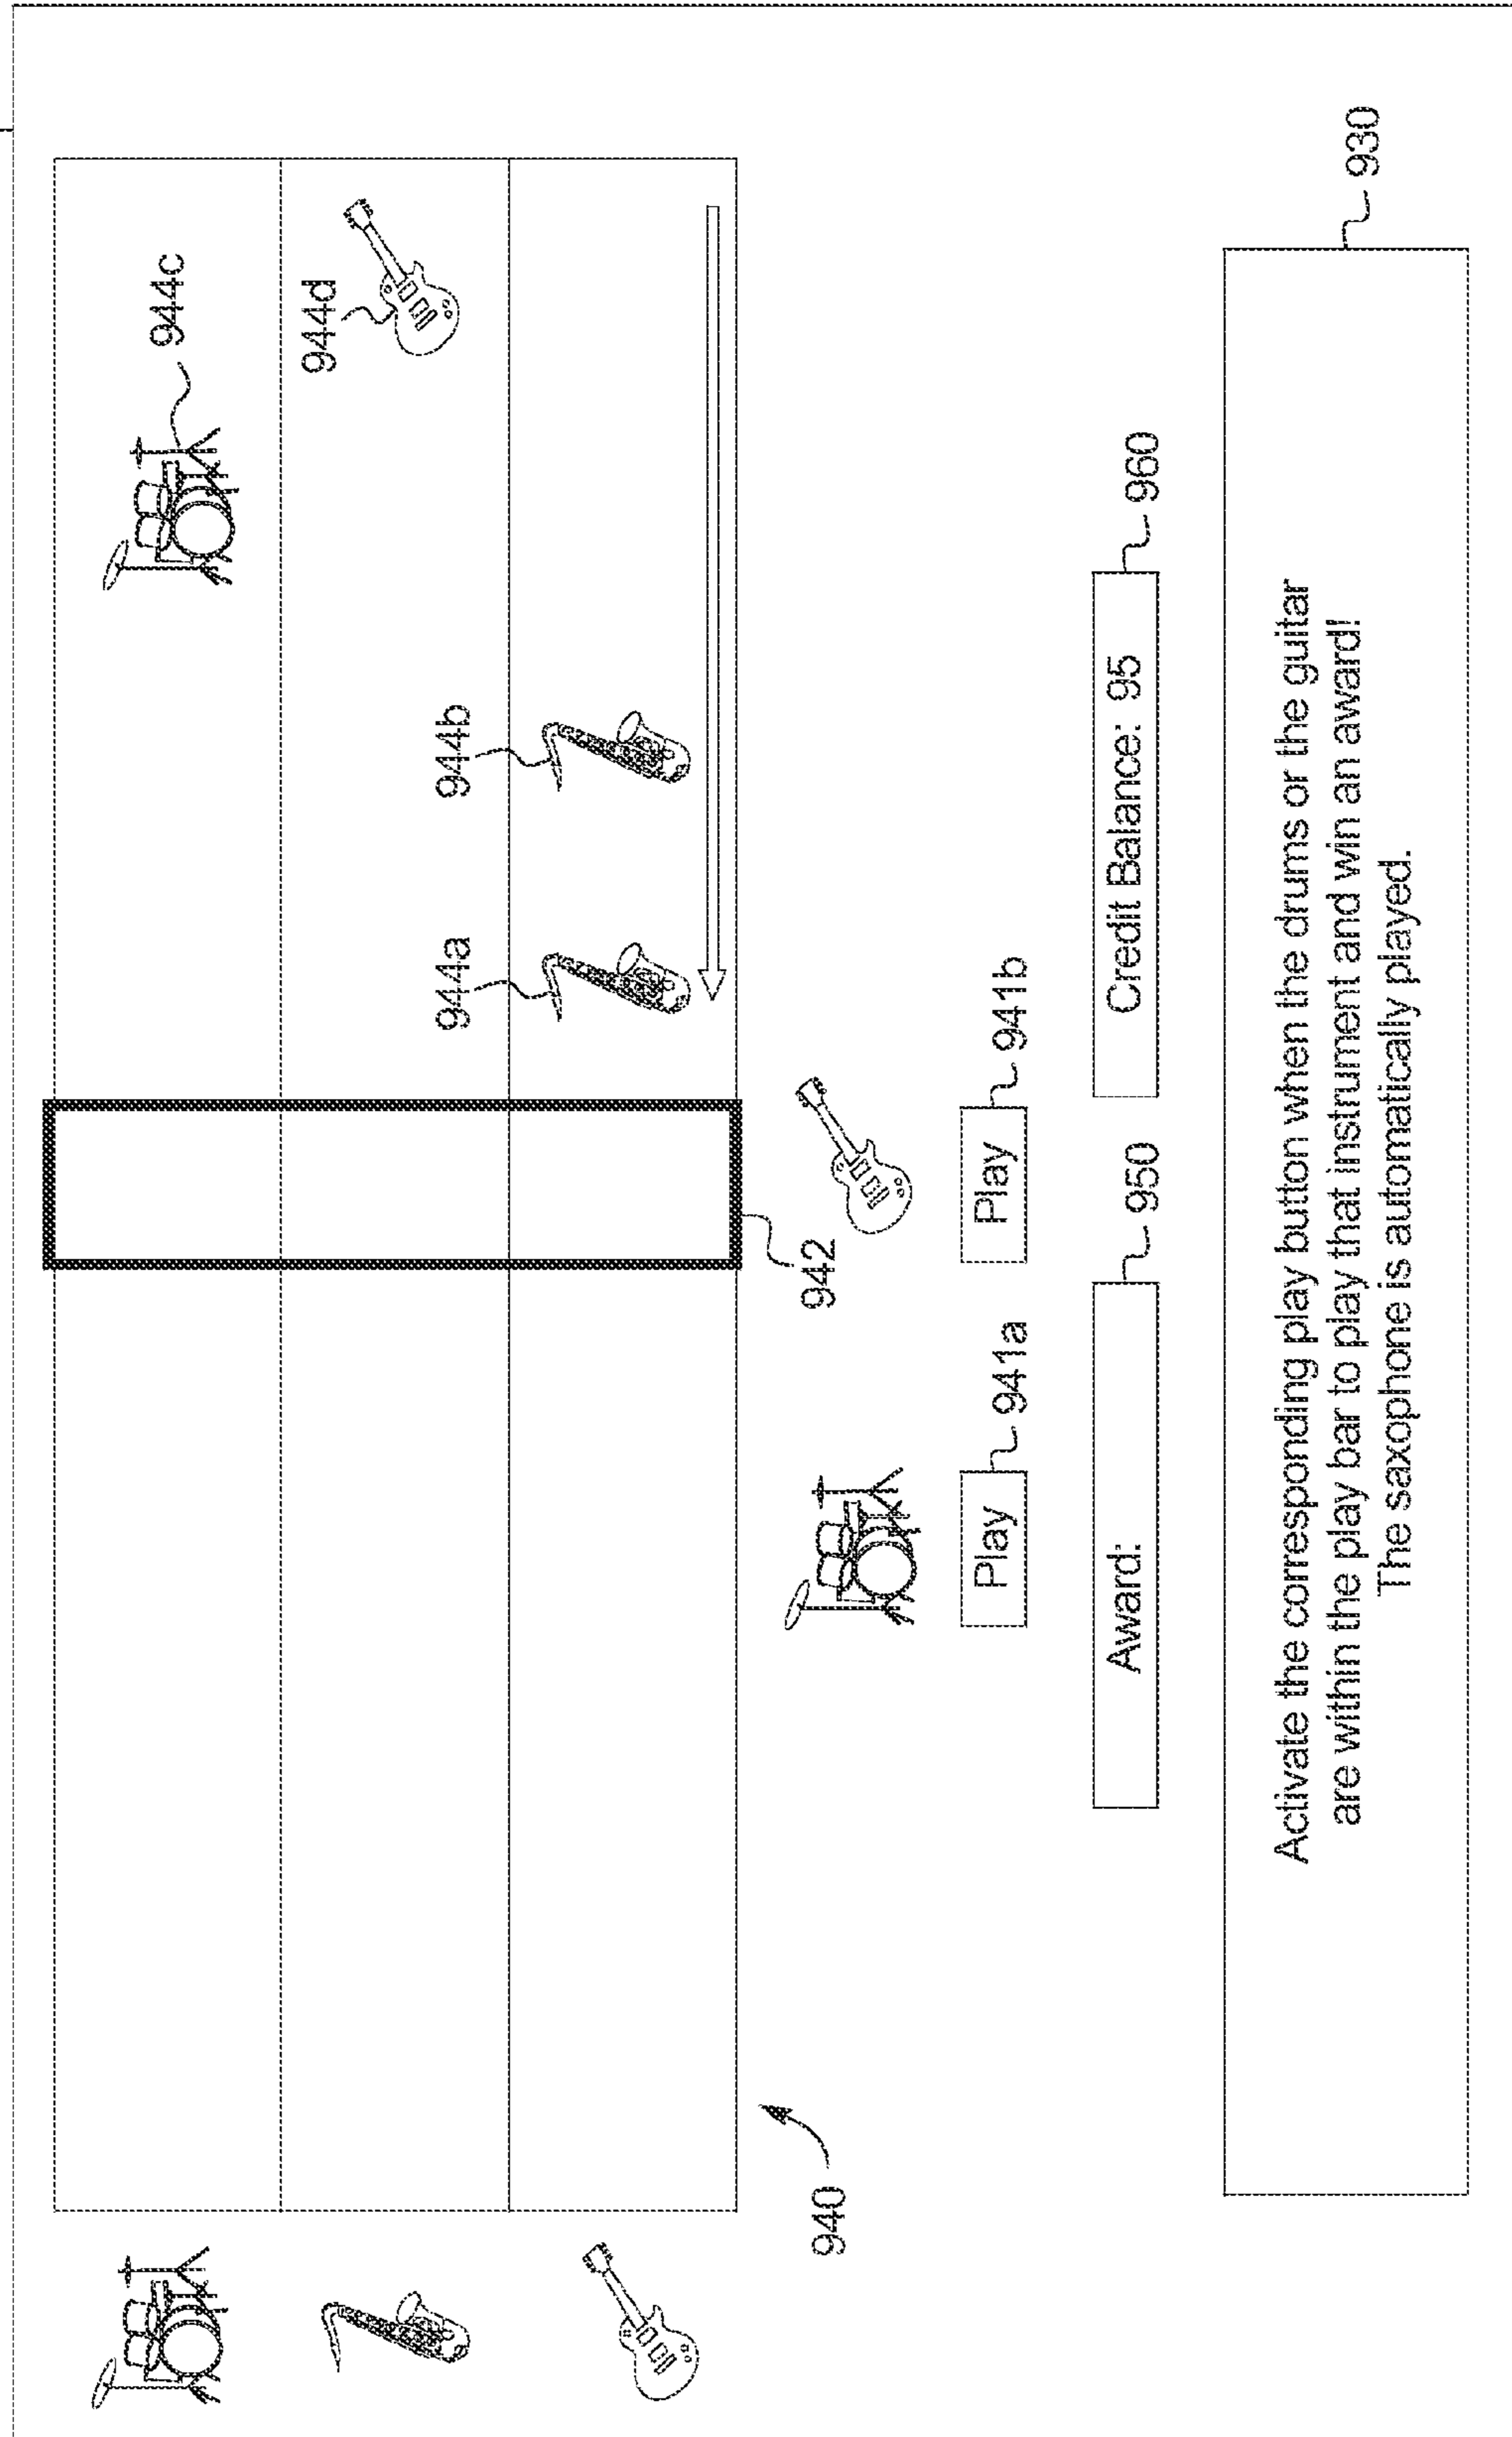 944c
944d
944b
944a
942
940
941a
941b
Play
Play
Award:
950
Credit Balance: 95
960
930
Activate the corresponding play button when the drums or the guitar
are within the play bar to play that instrument and win an award!
The saxophone is automatically played.